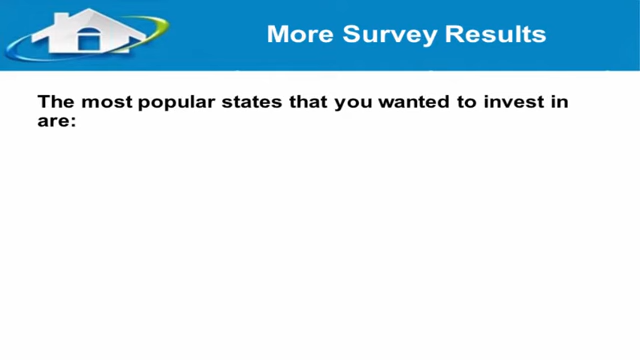 More Survey Results
The most popular states that you wanted to invest in
are: